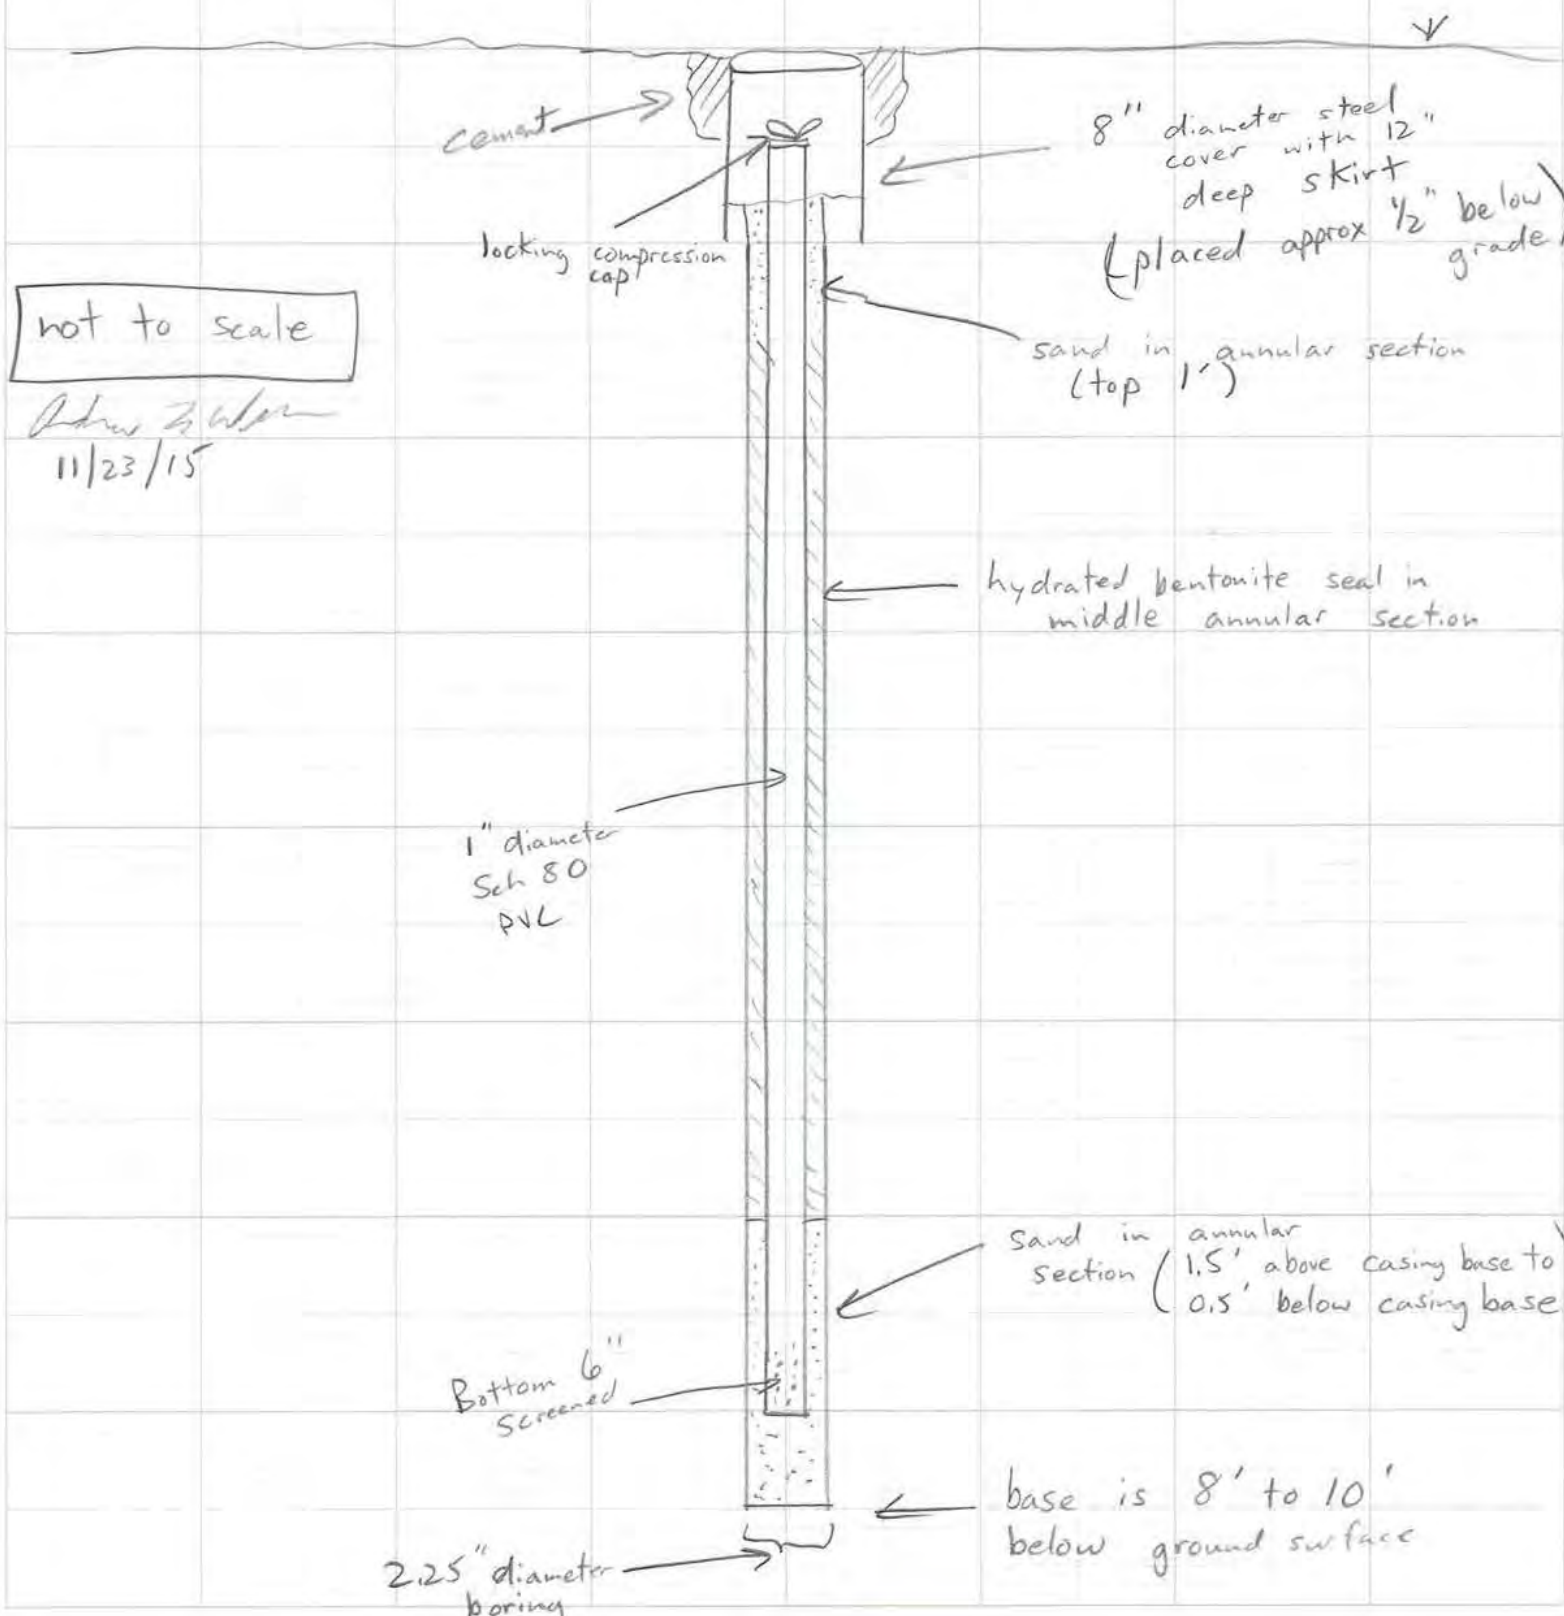 cement
8" diameter steel
cover with 12"
deep skirt
(placed approx 1/2" below
grade)
locking compression
cap
not to scale
11/23/15
sand in annular section
(top 1')
hydrated bentonite seal in
middle annular section
1" diameter
Sch 80
PVC
sand in annular
section (1.5' above casing base to
0.5' below casing base)
Bottom 6"
screened
base is 8' to 10'
below ground surface
2.25" diameter
boring